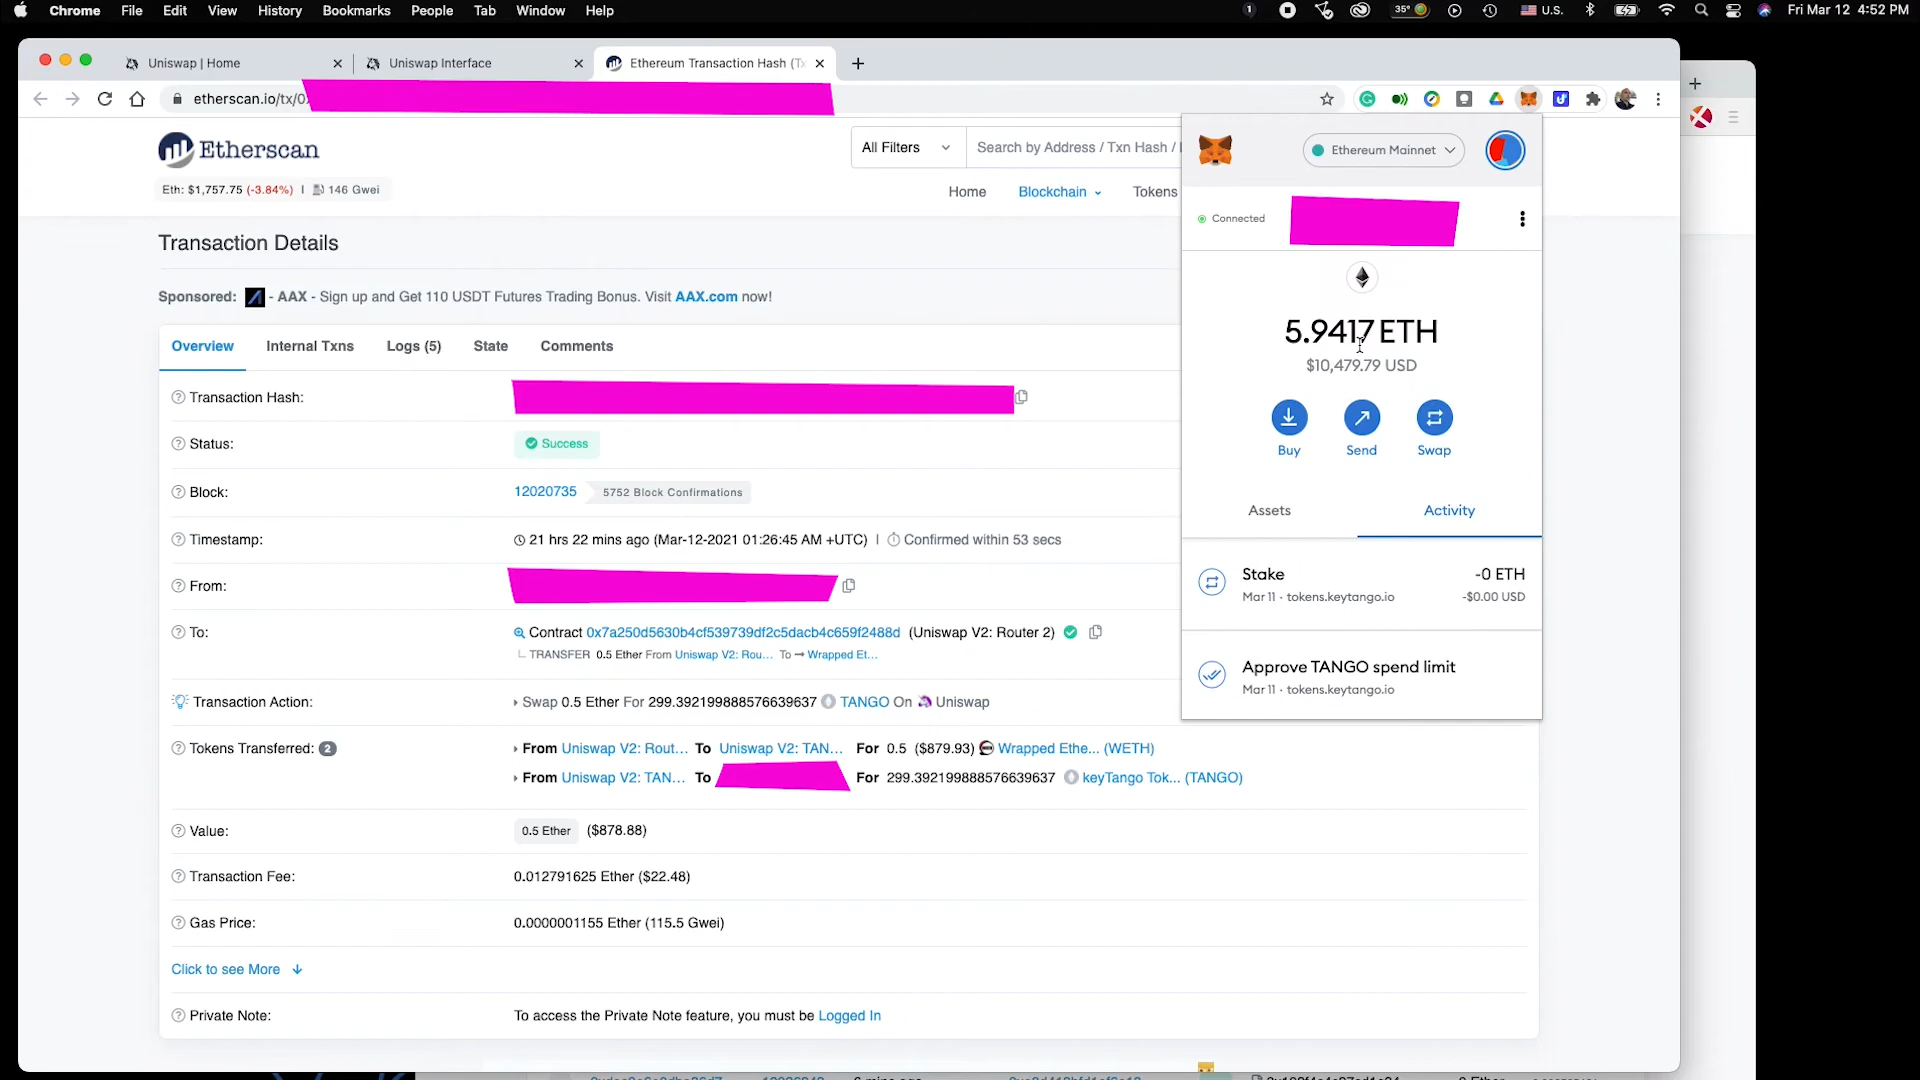 Chrome File Edit View History Bookmarks People Tab Window Help
1 35° U.S. Fri Mar 12 4:52 PM
Uniswap | Home
Uniswap Interface
Ethereum Transaction Hash (Tx
etherscan.io/tx/0
Etherscan
Eth: $1,757.75 (-3.84%) | 146 Gwei
All Filters
Search by Address / Txn Hash /
Home Blockchain Tokens
Transaction Details
Sponsored: - AAX - Sign up and Get 110 USDT Futures Trading Bonus. Visit AAX.com now!
Overview Internal Txns Logs (5) State Comments
Transaction Hash:
Status: Success
Block: 12020735 5752 Block Confirmations
Timestamp: 21 hrs 22 mins ago (Mar-12-2021 01:26:45 AM +UTC) | Confirmed within 53 secs
From:
To: Contract 0x7a250d5630b4cf539739df2c5dacb4c659f2488d (Uniswap V2: Router 2)
TRANSFER 0.5 Ether From Uniswap V2: Rou... To → Wrapped Et...
Transaction Action: Swap 0.5 Ether For 299.392199888576639637 TANGO On Uniswap
Tokens Transferred: 2 From Uniswap V2: Rout... To Uniswap V2: TAN... For 0.5 ($879.93) Wrapped Ethe... (WETH)
From Uniswap V2: TAN... To For 299.392199888576639637 keyTango Tok... (TANGO)
Value: 0.5 Ether ($878.88)
Transaction Fee: 0.012791625 Ether ($22.48)
Gas Price: 0.0000001155 Ether (115.5 Gwei)
Click to see More
Private Note: To access the Private Note feature, you must be Logged In
Ethereum Mainnet
Connected
5.9417 ETH
$10,479.79 USD
Buy Send Swap
Assets Activity
Stake -0 ETH
Mar 11 · tokens.keytango.io -$0.00 USD
Approve TANGO spend limit
Mar 11 · tokens.keytango.io